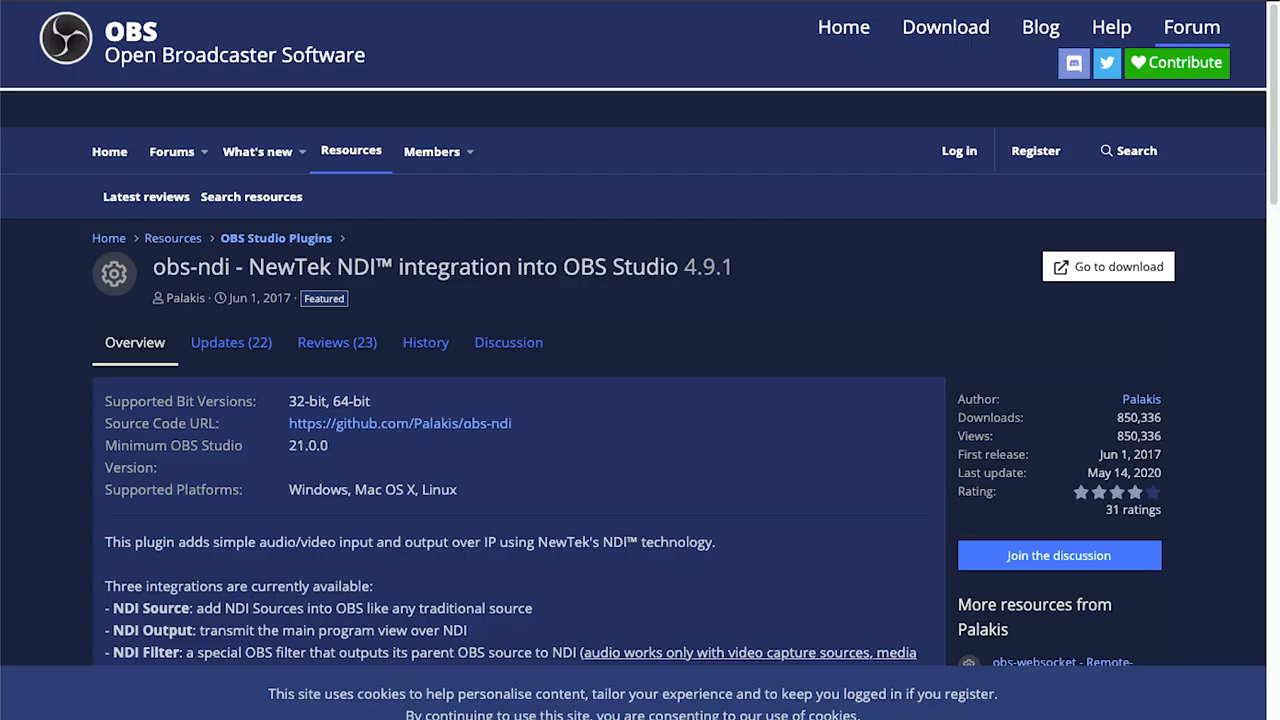 OBS
Open Broadcaster Software
Home Download Blog Help Forum
Contribute
Home Forums What's new Resources Members Log in Register Search
Latest reviews Search resources
Home Resources OBS Studio Plugins
obs-ndi - NewTek NDI™ integration into OBS Studio 4.9.1
Go to download
Palakis · Jun 1, 2017 · Featured
Overview Updates (22) Reviews (23) History Discussion
Supported Bit Versions: 32-bit, 64-bit
Source Code URL: https://github.com/Palakis/obs-ndi
Minimum OBS Studio 21.0.0
Version:
Supported Platforms: Windows, Mac OS X, Linux
This plugin adds simple audio/video input and output over IP using NewTek's NDI™ technology.
Three integrations are currently available:
- NDI Source: add NDI Sources into OBS like any traditional source
- NDI Output: transmit the main program view over NDI
- NDI Filter: a special OBS filter that outputs its parent OBS source to NDI (audio works only with video capture sources, media
Author: Palakis
Downloads: 850,336
Views: 850,336
First release: Jun 1, 2017
Last update: May 14, 2020
Rating:
31 ratings
Join the discussion
More resources from
Palakis
obs-websocket - Remote-
This site uses cookies to help personalise content, tailor your experience and to keep you logged in if you register.
By continuing to use this site, you are consenting to our use of cookies.